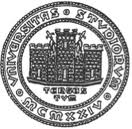 VNIVERSITAS STVDIORVM
TERGES
TVM
MCMXXIV